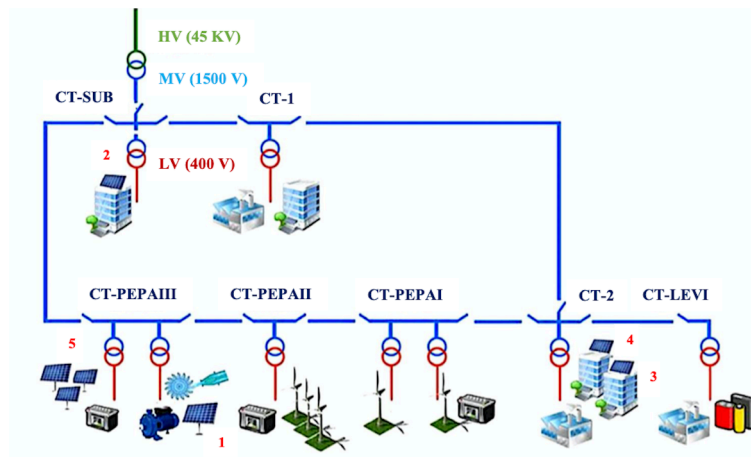 HV (45 KV)
MV (1500 V)
CT-SUB
CT-1
2
LV (400 V)
CT-PEPAIII
CT-PEPAII
CT-PEPAI
CT-2
CT-LEVI
5
4
3
1